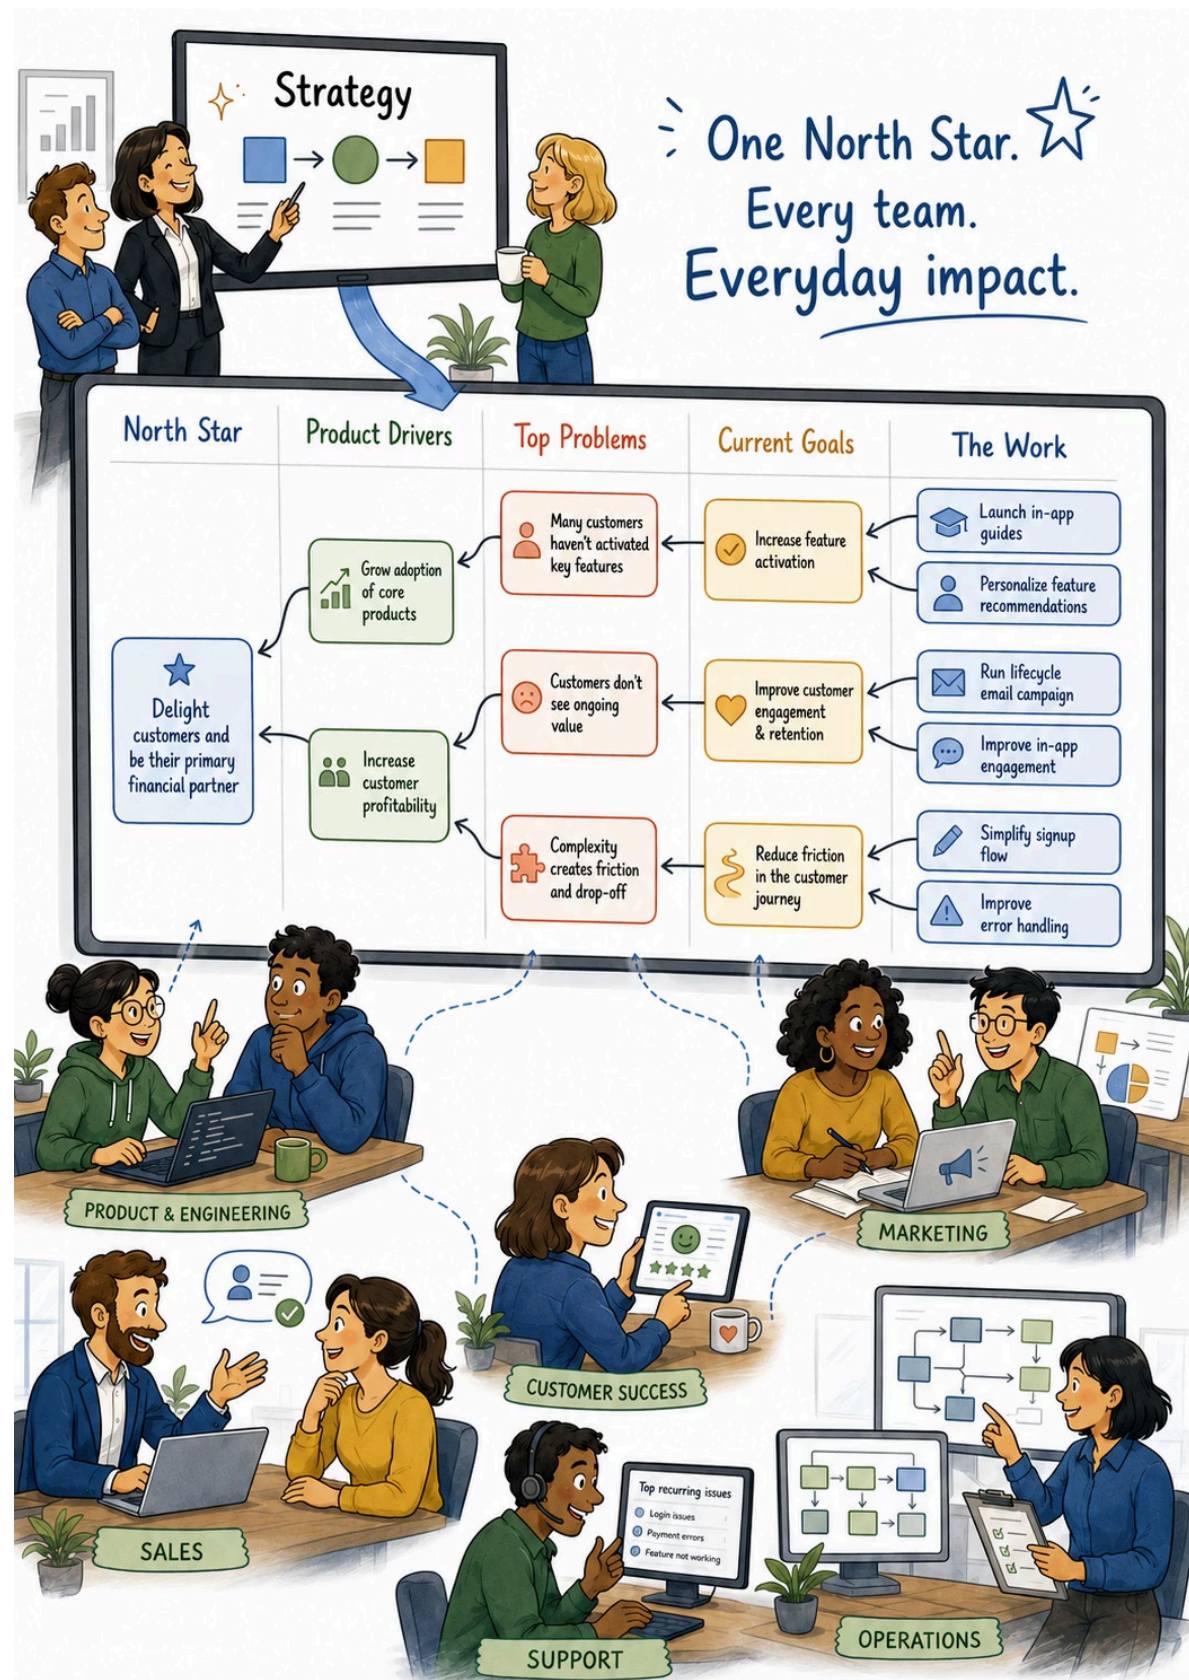 Strategy
One North Star.
Every team.
Everyday impact.
North Star
Product Drivers
Top Problems
Current Goals
The Work
Delight
customers and
be their primary
financial partner
Grow adoption
of core
products
Increase
customer
profitability
Many customers
haven't activated
key features
Customers don't
see ongoing
value
Complexity
creates friction
and drop-off
Increase feature
activation
Improve customer
engagement
& retention
Reduce friction
in the customer
journey
Launch in-app
guides
Personalize feature
recommendations
Run lifecycle
email campaign
Improve in-app
engagement
Simplify signup
flow
Improve
error handling
PRODUCT & ENGINEERING
MARKETING
CUSTOMER SUCCESS
SALES
Top recurring issues
Login issues
Payment errors
Feature not working
SUPPORT
OPERATIONS